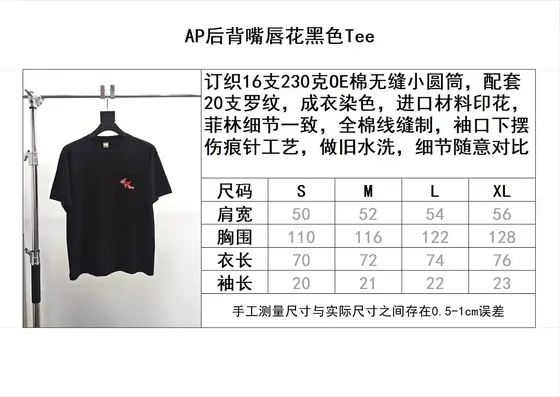 AP后背嘴唇花黑色Tee
订织16支230克OE棉无缝小圆筒，配套
20支罗纹，成衣染色，进口材料印花，
菲林细节一致，全棉线缝制，袖口下摆
伤痕针工艺，做旧水洗，细节随意对比
尺码 S M L XL
肩宽 50 52 54 56
胸围 110 116 122 128
衣长 70 72 74 76
袖长 20 21 22 23
手工测量尺寸与实际尺寸之间存在0.5-1cm误差